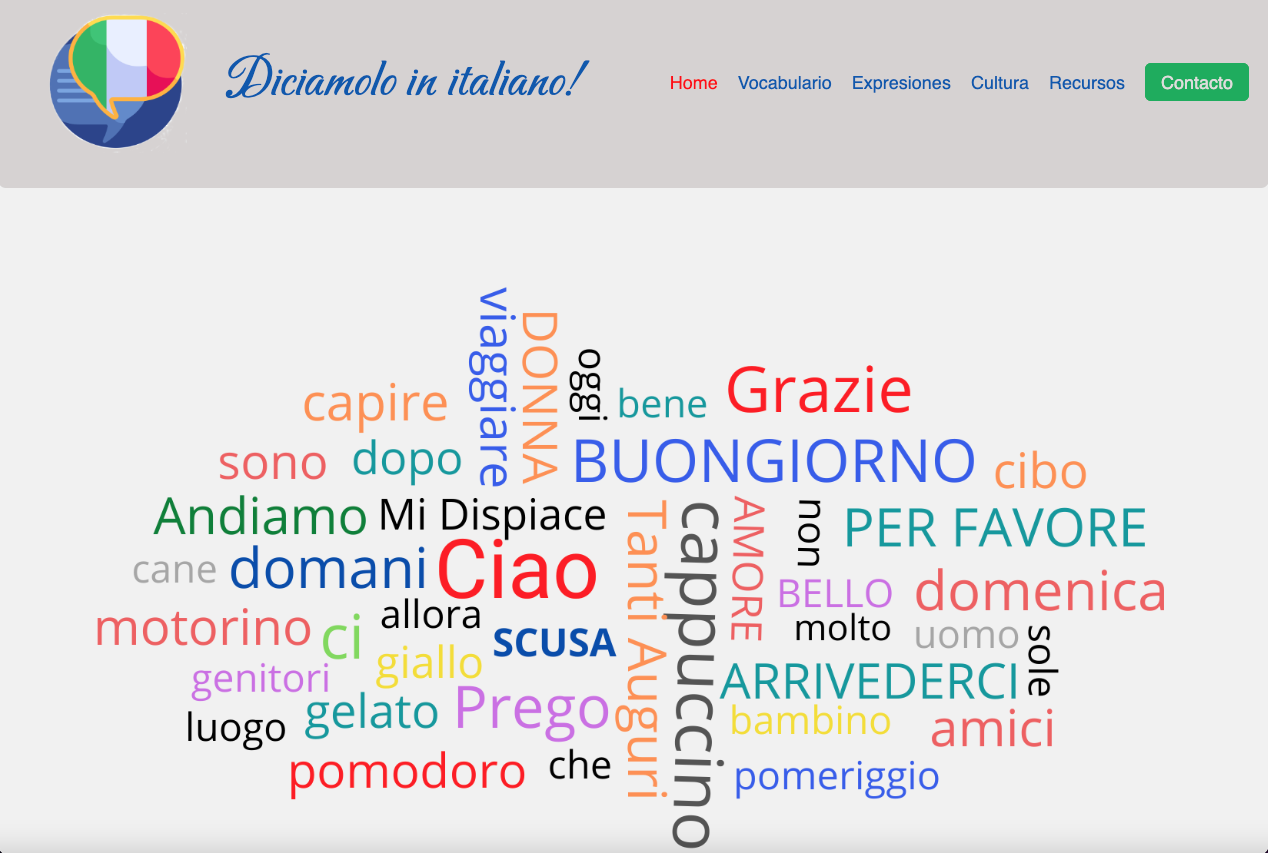 Diciamolo in italiano!
Home Vocabulario Expresiones Cultura Recursos Contacto
viaggiare
DONNA
oggi
capire
bene
Grazie
sono
dopo
BUONGIORNO
cibo
Andiamo
Mi Dispiace
Tanti Auguri
cappuccino
AMORE
non
PER FAVORE
cane
domani
Ciao
BELLO
domenica
motorino
ci
allora
SCUSA
molto
uomo
sole
genitori
giallo
ARRIVEDERCI
luogo
gelato
Prego
bambino
amici
pomodoro
che
pomeriggio